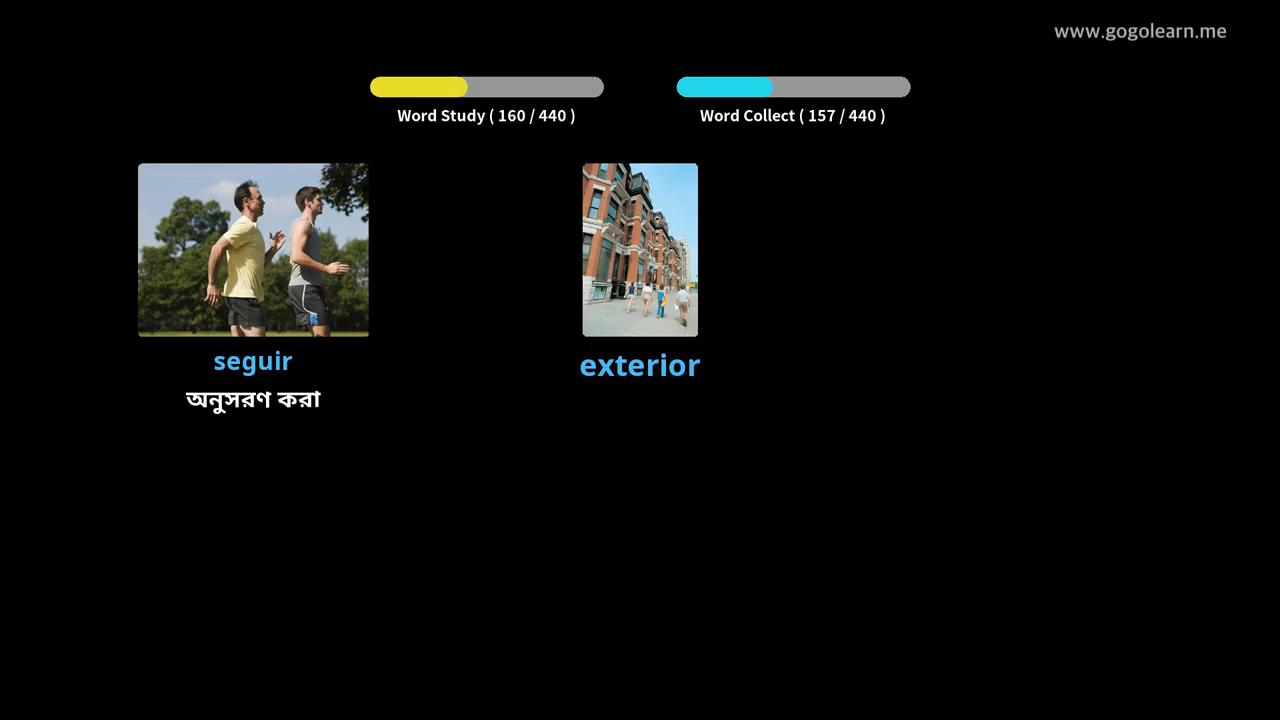 www.gogolearn.me
Word Study ( 160 / 440 )
Word Collect ( 157 / 440 )
seguir
অনুসরণ করা
exterior